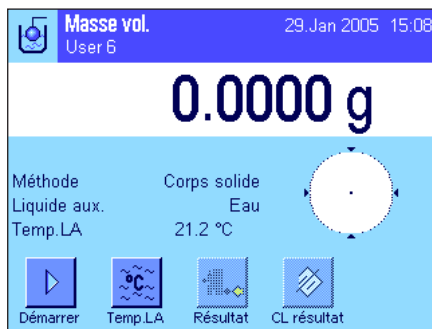 Masse vol. 29.Jan 2005 15:08
User 6
0.0000 g
Méthode Corps solide
Liquide aux. Eau
Temp.LA 21.2 °C
°C
Démarrer Temp.LA Résultat CL résultat